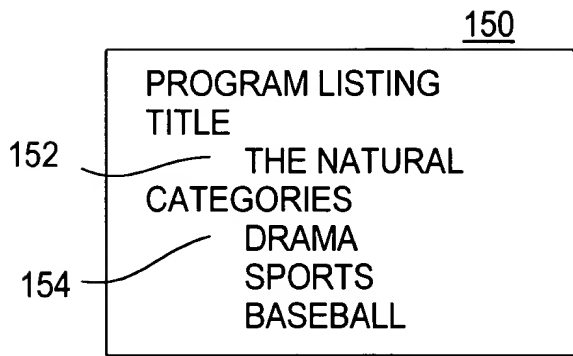 150
PROGRAM LISTING
TITLE
152 THE NATURAL
CATEGORIES
DRAMA
154 SPORTS
BASEBALL